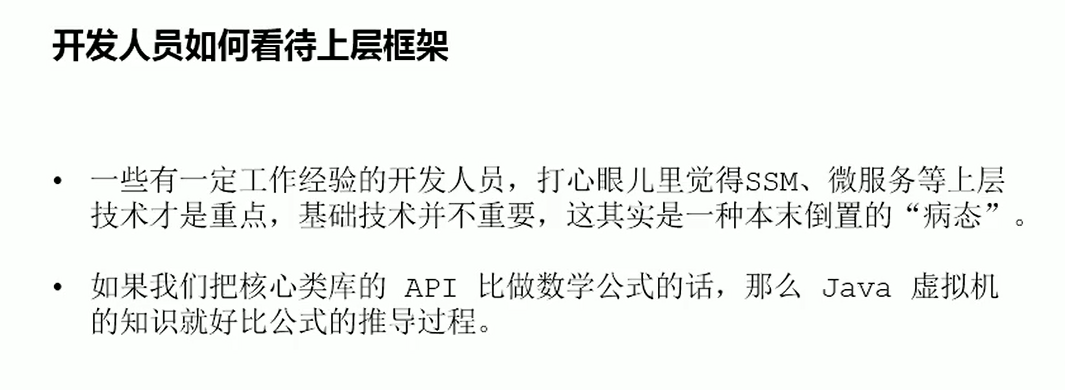 开发人员如何看待上层框架
• 一些有一定工作经验的开发人员，打心眼儿里觉得SSM、微服务等上层
技术才是重点，基础技术并不重要，这其实是一种本末倒置的“病态”。
• 如果我们把核心类库的 API 比做数学公式的话，那么 Java 虚拟机
的知识就好比公式的推导过程。